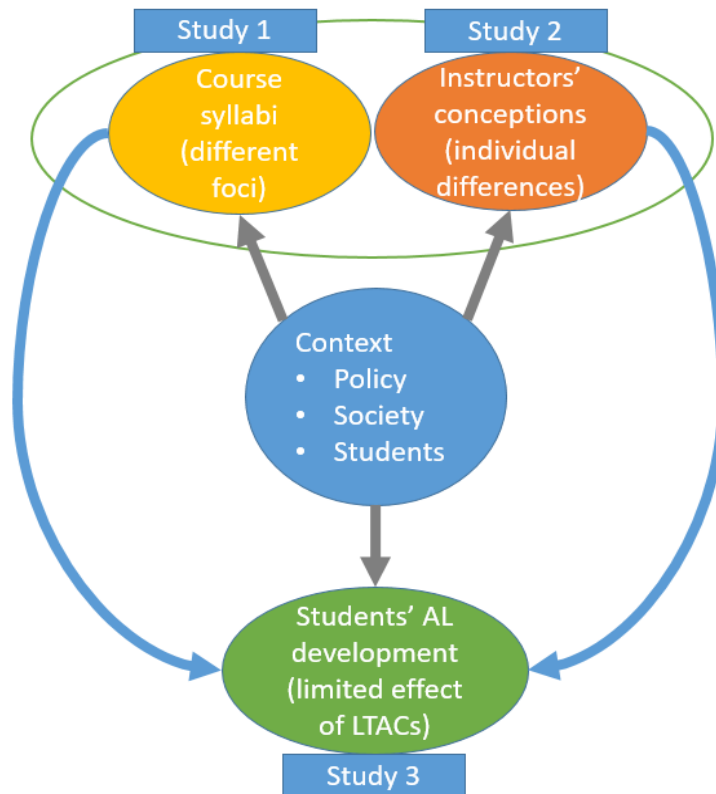 Study 1
Study 2
Course
syllabi
(different
foci)
Instructors’
conceptions
(individual
differences)
Context
• Policy
• Society
• Students
Students’ AL
development
(limited effect
of LTACs)
Study 3